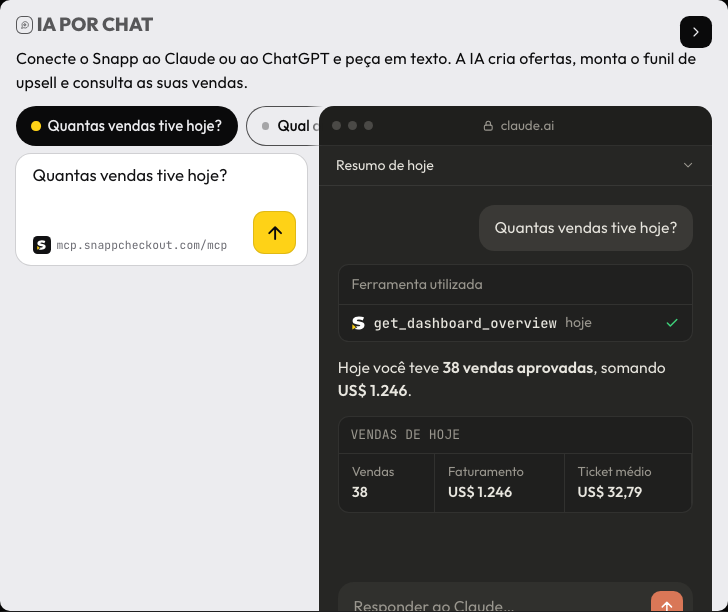 IA POR CHAT
Conecte o Snapp ao Claude ou ao ChatGPT e peça em texto. A IA cria ofertas, monta o funil de
upsell e consulta as suas vendas.
Quantas vendas tive hoje?
Qual
Quantas vendas tive hoje?
mcp.snappcheckout.com/mcp
claude.ai
Resumo de hoje
Quantas vendas tive hoje?
Ferramenta utilizada
S get_dashboard_overview hoje
Hoje você teve 38 vendas aprovadas, somando
US$ 1.246.
VENDAS DE HOJE
Vendas Faturamento Ticket médio
38 US$ 1.246 US$ 32,79
Responder ao Claude...